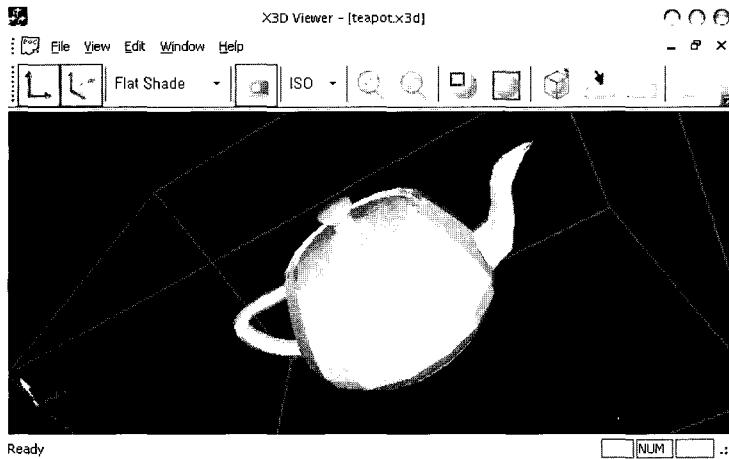 X3D Viewer - [teapot.x3d]
File View Edit Window Help
Flat Shade ISO
Ready NUM